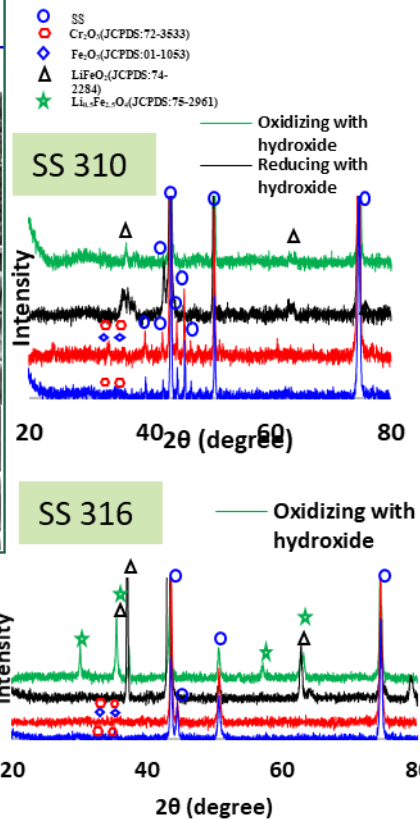 SS
Cr₂O₃(JCPDS:72-3533)
Fe₂O₃(JCPDS:01-1053)
LiFeO₂(JCPDS:74-
2284)
Li₀.₅Fe₂.₅O₄(JCPDS:75-2961)
Oxidizing with
hydroxide
Reducing with
hydroxide
SS 310
Intensity
20 40 60 80
2θ (degree)
SS 316
Oxidizing with
hydroxide
Intensity
20 40 60 80
2θ (degree)